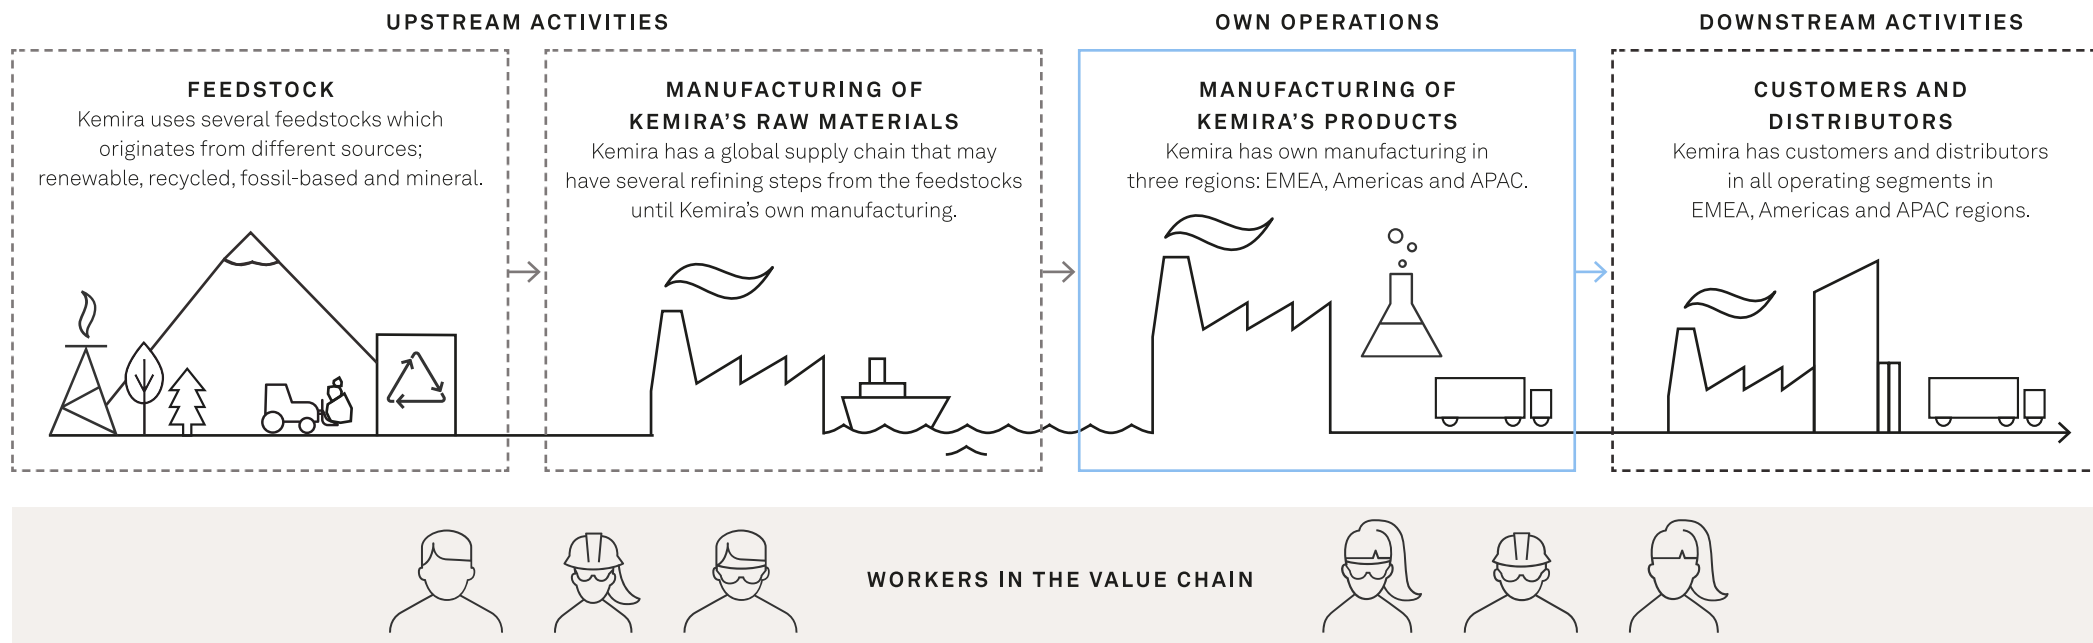 UPSTREAM ACTIVITIES
FEEDSTOCK
Kemira uses several feedstocks which
originates from different sources;
renewable, recycled, fossil-based and mineral.
MANUFACTURING OF
KEMIRA’S RAW MATERIALS
Kemira has a global supply chain that may
have several refining steps from the feedstocks
until Kemira’s own manufacturing.
OWN OPERATIONS
MANUFACTURING OF
KEMIRA’S PRODUCTS
Kemira has own manufacturing in
three regions: EMEA, Americas and APAC.
DOWNSTREAM ACTIVITIES
CUSTOMERS AND
DISTRIBUTORS
Kemira has customers and distributors
in all operating segments in
EMEA, Americas and APAC regions.
WORKERS IN THE VALUE CHAIN